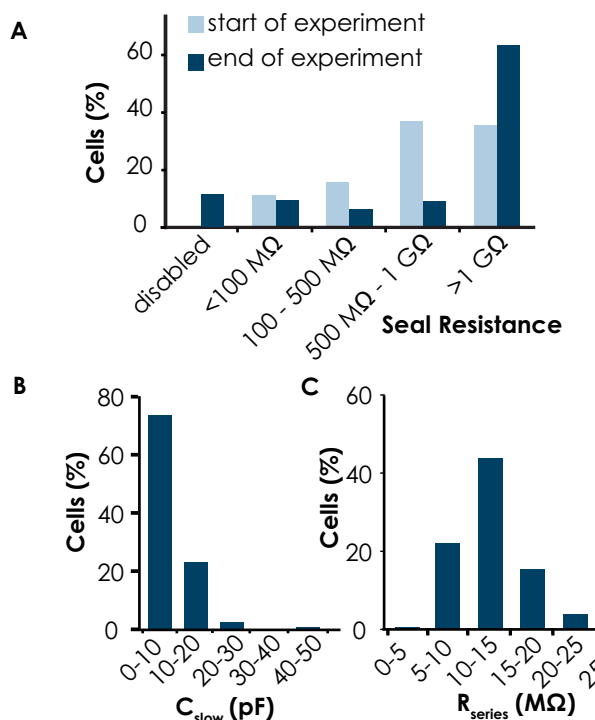 A
start of experiment
end of experiment
Cells (%)
60
40
20
0
disabled
<100 MΩ
100 - 500 MΩ
500 MΩ - 1 GΩ
>1 GΩ
Seal Resistance
B
Cells (%)
80
60
40
20
0
0-10
10-20
20-30
30-40
40-50
C slow (pF)
C
Cells (%)
60
40
20
0
0-5
5-10
10-15
15-20
20-25
25
R series (MΩ)